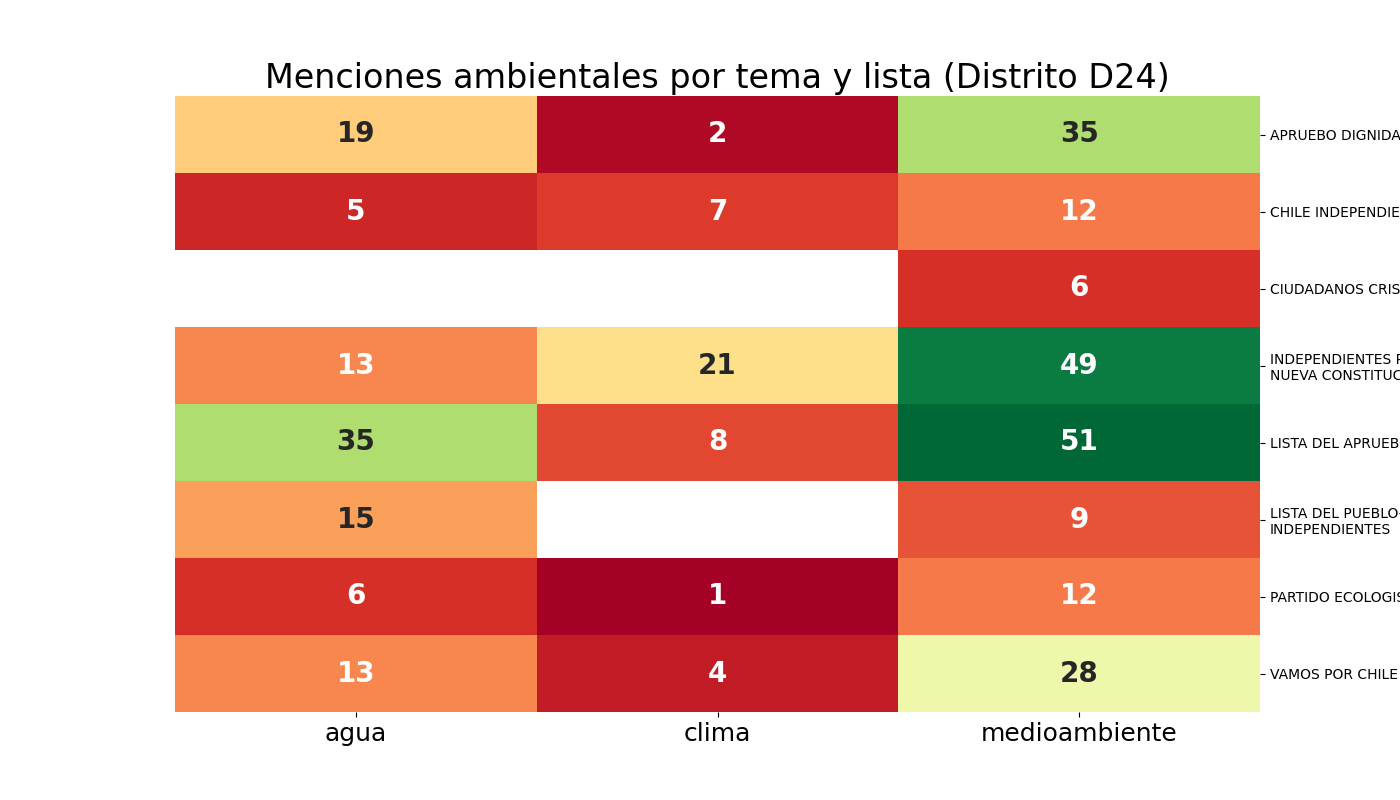 Menciones ambientales por tema y lista (Distrito D24)
19 2 35 APRUEBO DIGNIDA
5 7 12 CHILE INDEPENDIE
6 CIUDADANOS CRIS
13 21 49 INDEPENDIENTES
NUEVA CONSTITUC
35 8 51 LISTA DEL APRUEB
15 9 LISTA DEL PUEBLO-
INDEPENDIENTES
6 1 12 PARTIDO ECOLOGIS
13 4 28 VAMOS POR CHILE
agua clima medioambiente